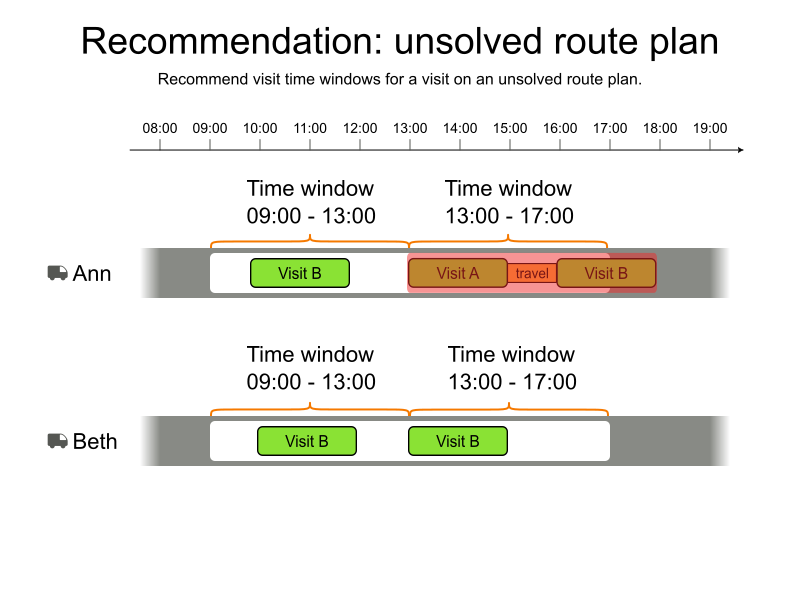 Recommendation: unsolved route plan
Recommend visit time windows for a visit on an unsolved route plan.
08:00 09:00 10:00 11:00 12:00 13:00 14:00 15:00 16:00 17:00 18:00 19:00
Time window Time window
09:00 - 13:00 13:00 - 17:00
Ann Visit B Visit A travel Visit B
Time window Time window
09:00 - 13:00 13:00 - 17:00
Beth Visit B Visit B